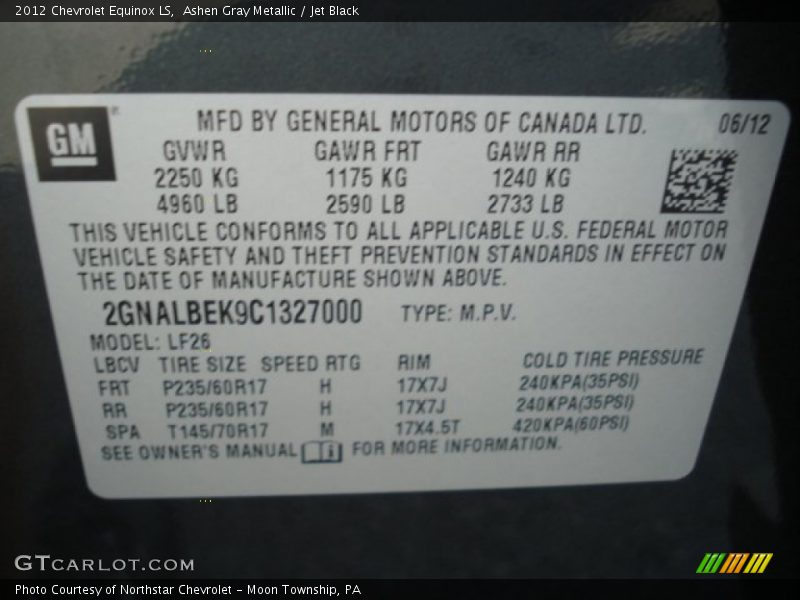 2012 Chevrolet Equinox LS, Ashen Gray Metallic / Jet Black
GM®
MFD BY GENERAL MOTORS OF CANADA LTD. 06/12
GVWR GAWR FRT GAWR RR
2250 KG 1175 KG 1240 KG
4960 LB 2590 LB 2733 LB
THIS VEHICLE CONFORMS TO ALL APPLICABLE U.S. FEDERAL MOTOR
VEHICLE SAFETY AND THEFT PREVENTION STANDARDS IN EFFECT ON
THE DATE OF MANUFACTURE SHOWN ABOVE.
2GNALBEK9C1327000 TYPE: M.P.V.
MODEL: LF26
LBCV TIRE SIZE SPEED RTG RIM COLD TIRE PRESSURE
FRT P235/60R17 H 17X7J 240KPA(35PSI)
RR P235/60R17 H 17X7J 240KPA(35PSI)
SPA T145/70R17 M 17X4.5T 420KPA(60PSI)
SEE OWNER'S MANUAL i FOR MORE INFORMATION.
GTCARLOT.COM
Photo Courtesy of Northstar Chevrolet - Moon Township, PA